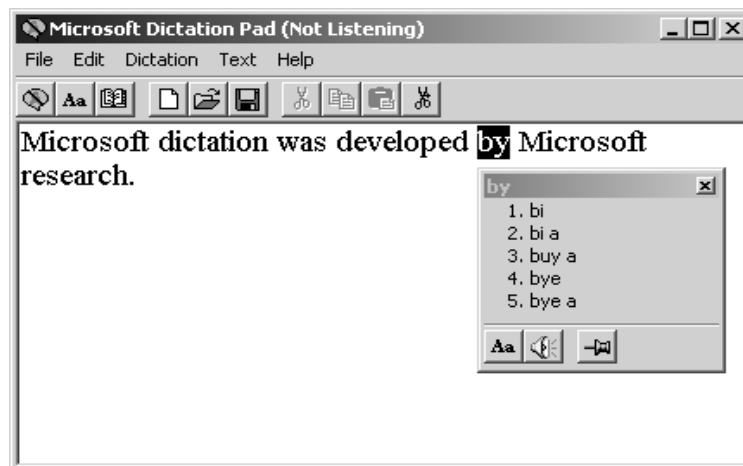 Microsoft Dictation Pad (Not Listening)
File Edit Dictation Text Help
Aa
Microsoft dictation was developed by Microsoft
research.
by
1. bi
2. bi a
3. buy a
4. bye
5. bye a
Aa